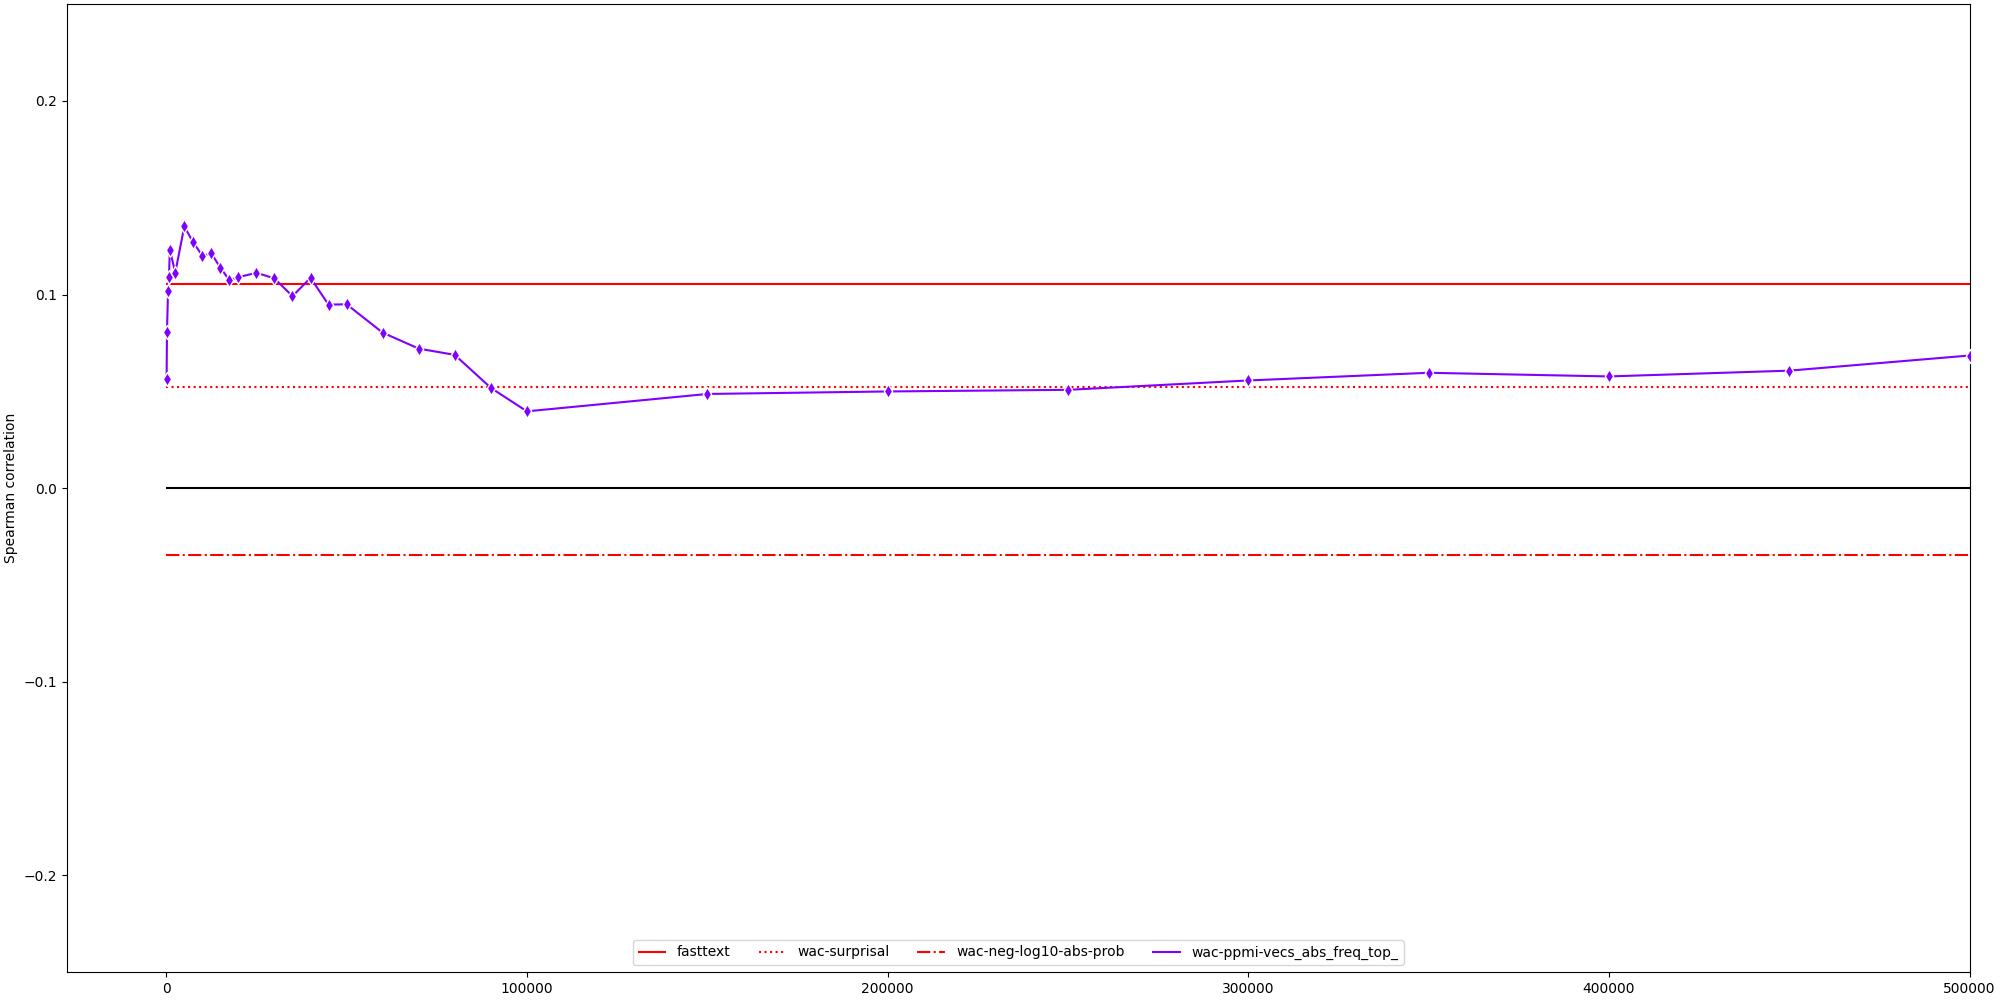 0.2
0.1
0.0
−0.1
−0.2
Spearman correlation
fasttext wac-surprisal wac-neg-log10-abs-prob wac-ppmi-vecs_abs_freq_top_
0 100000 200000 300000 400000 500000